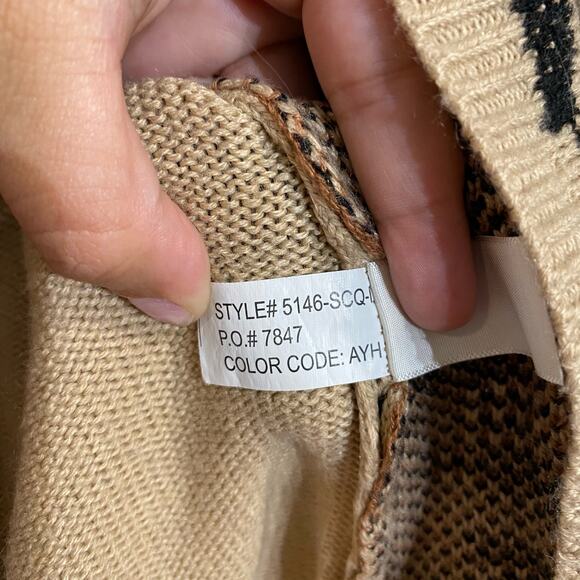 STYLE# 5146-SCQ-
P.O.# 7847
COLOR CODE: AYH